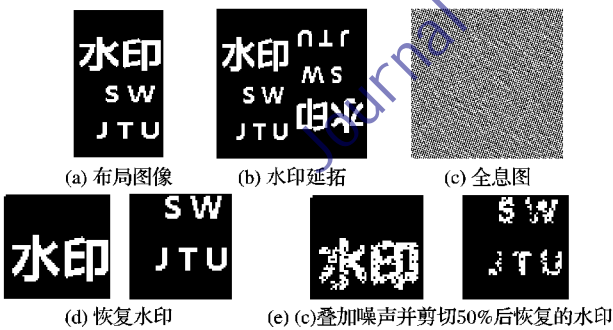 水印
S W
J T U
水印
S W
J T U
水印
S W
J T U
Journal
(a) 布局图像
(b) 水印延拓
(c) 全息图
水印
S W
J T U
水印
S W
J T U
(d) 恢复水印
(e) (c)叠加噪声并剪切50%后恢复的水印